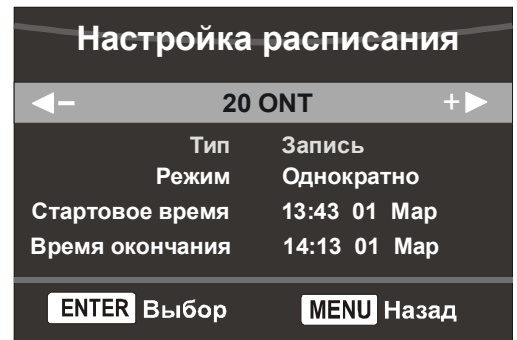 Настройка расписания
20 ONT
Тип Запись
Режим Однократно
Стартовое время 13:43 01 Мар
Время окончания 14:13 01 Мар
ENTER Выбор MENU Назад